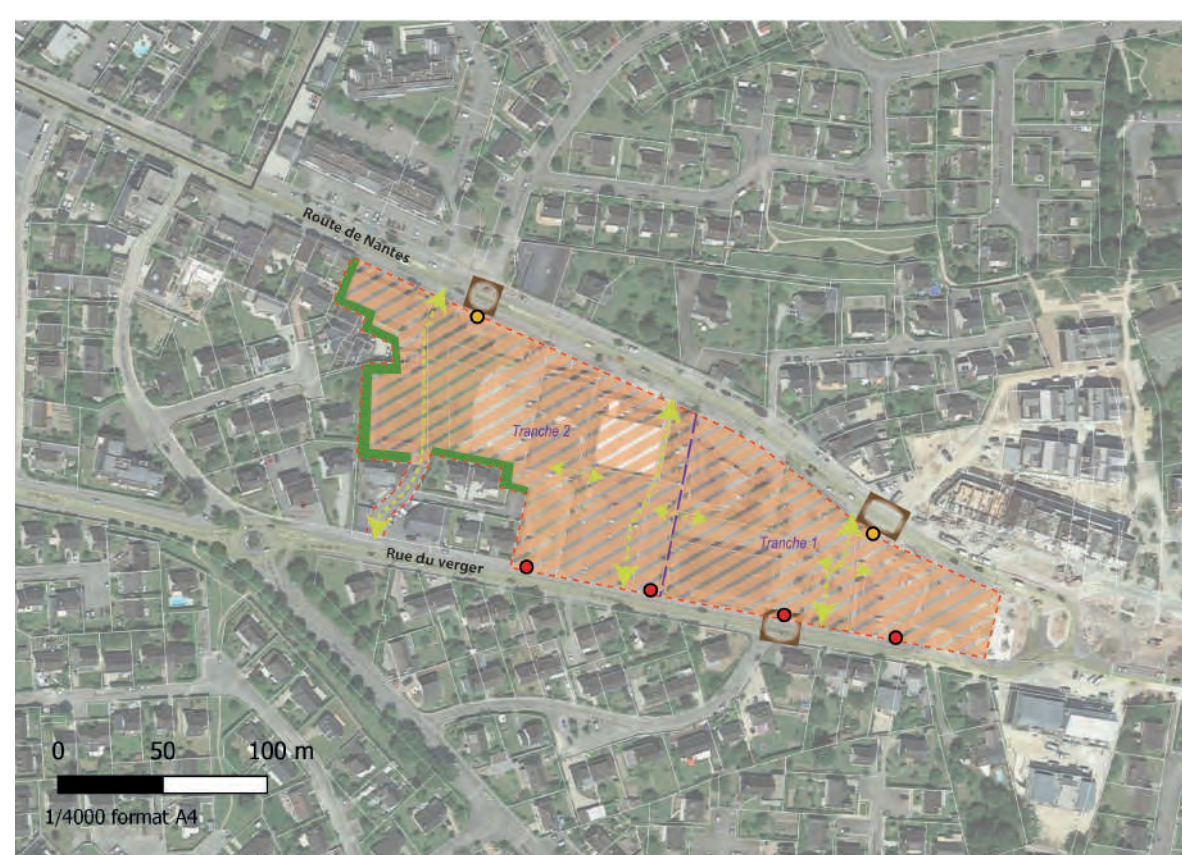 Route de Nantes
Tranche 2
Tranche 1
Rue du verger
0 50 100 m
1/4000 format A4